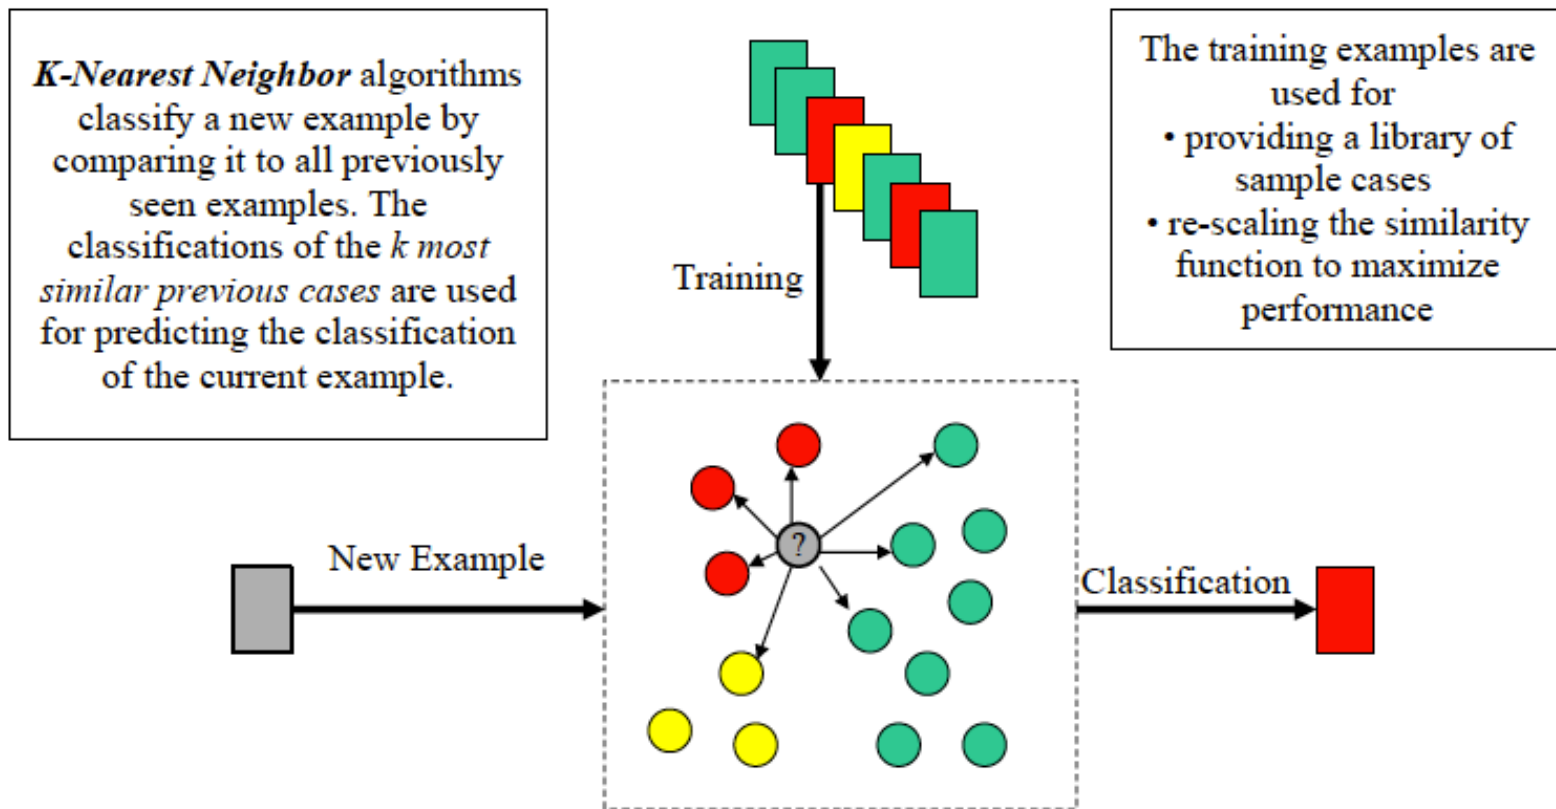 K-Nearest Neighbor algorithms
classify a new example by
comparing it to all previously
seen examples. The
classifications of the k most
similar previous cases are used
for predicting the classification
of the current example.
The training examples are
used for
• providing a library of
sample cases
• re-scaling the similarity
function to maximize
performance
Training
New Example
?
Classification